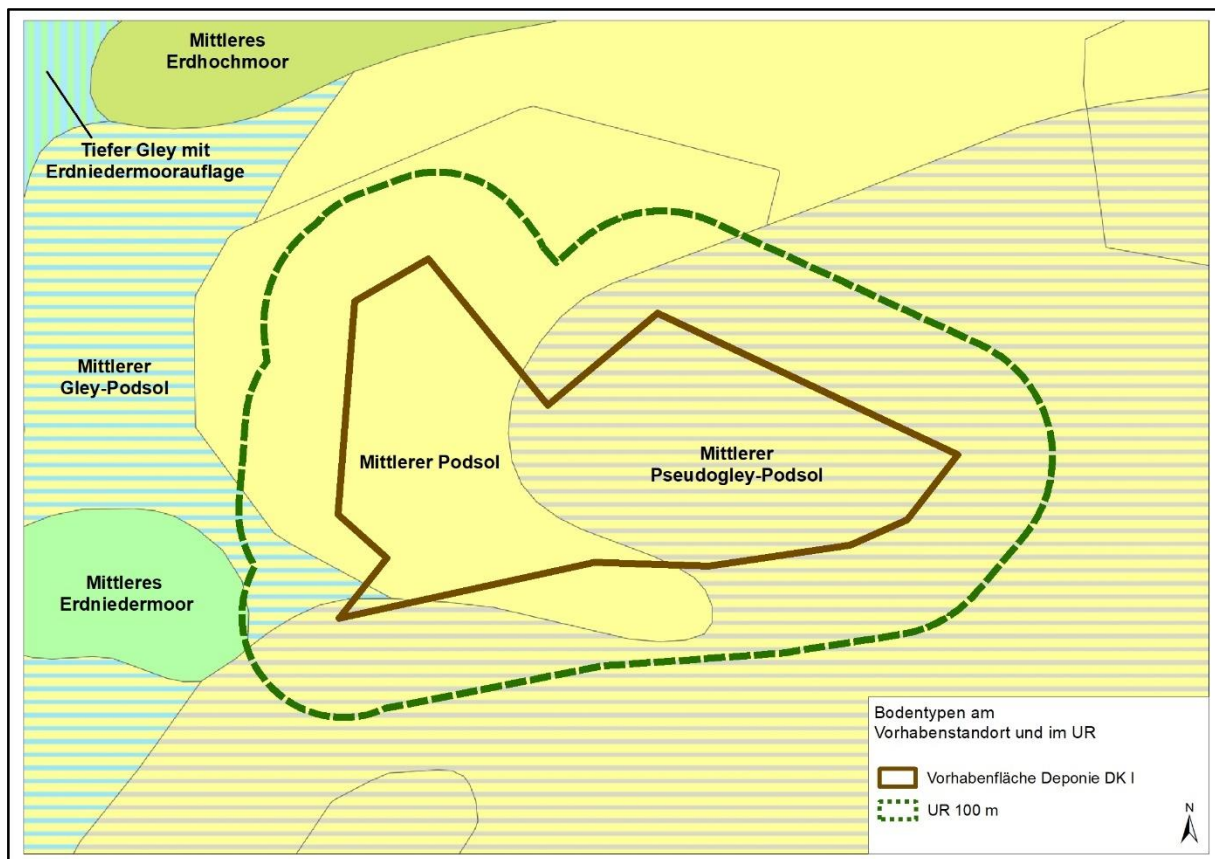 Mittleres
Erdhochmoor
Tiefer Gley mit
Erdniedermoorauflage
Mittlerer
Gley-Podsol
Mittlerer Podsol
Mittlerer
Pseudogley-Podsol
Mittleres
Erdniedermoor
Bodentypen am
Vorhabenstandort und im UR
Vorhabenfläche Deponie DK I
UR 100 m
N